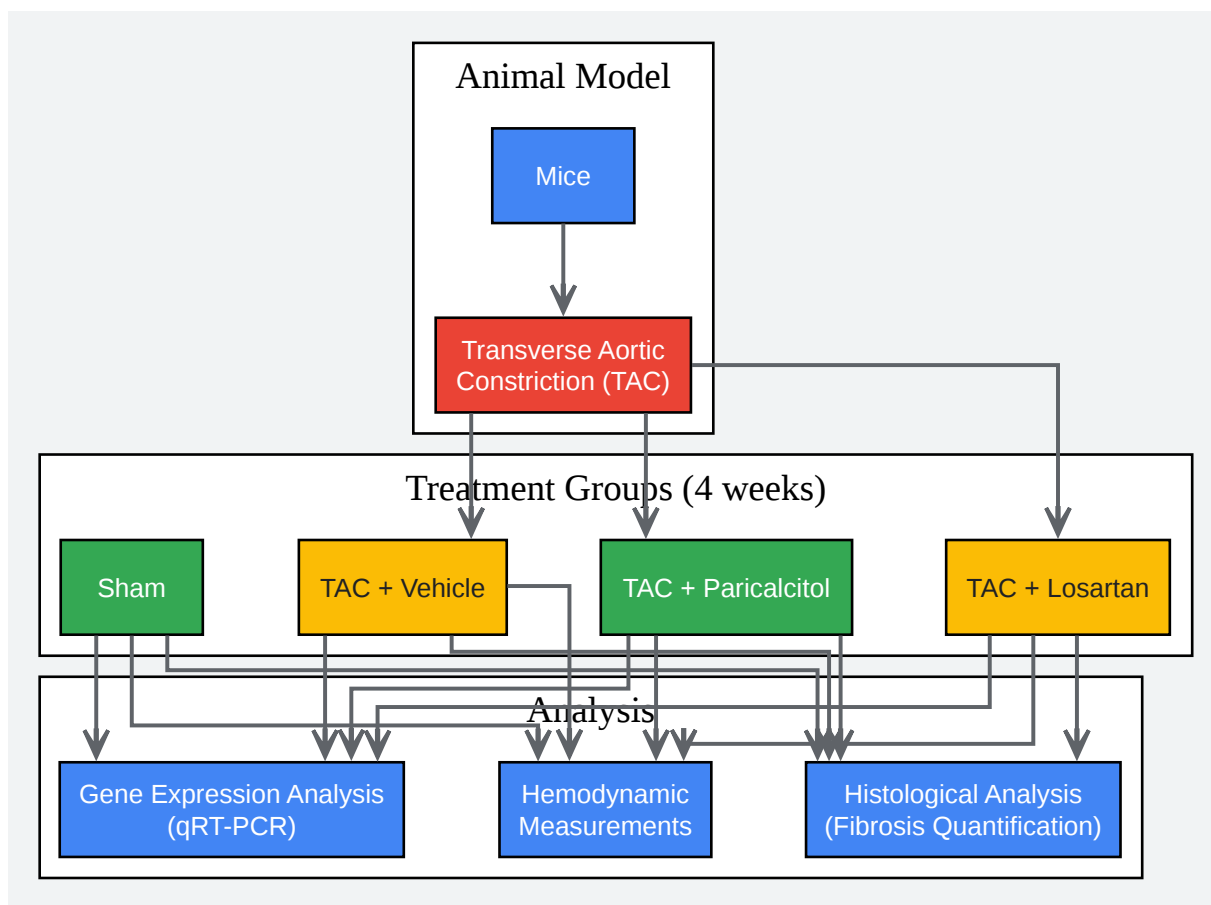 Animal Model
Mice
Transverse Aortic
Constriction (TAC)
Treatment Groups (4 weeks)
Sham
TAC + Vehicle
TAC + Paricalcitol
TAC + Losartan
Analysis
Gene Expression Analysis
(qRT-PCR)
Hemodynamic
Measurements
Histological Analysis
(Fibrosis Quantification)